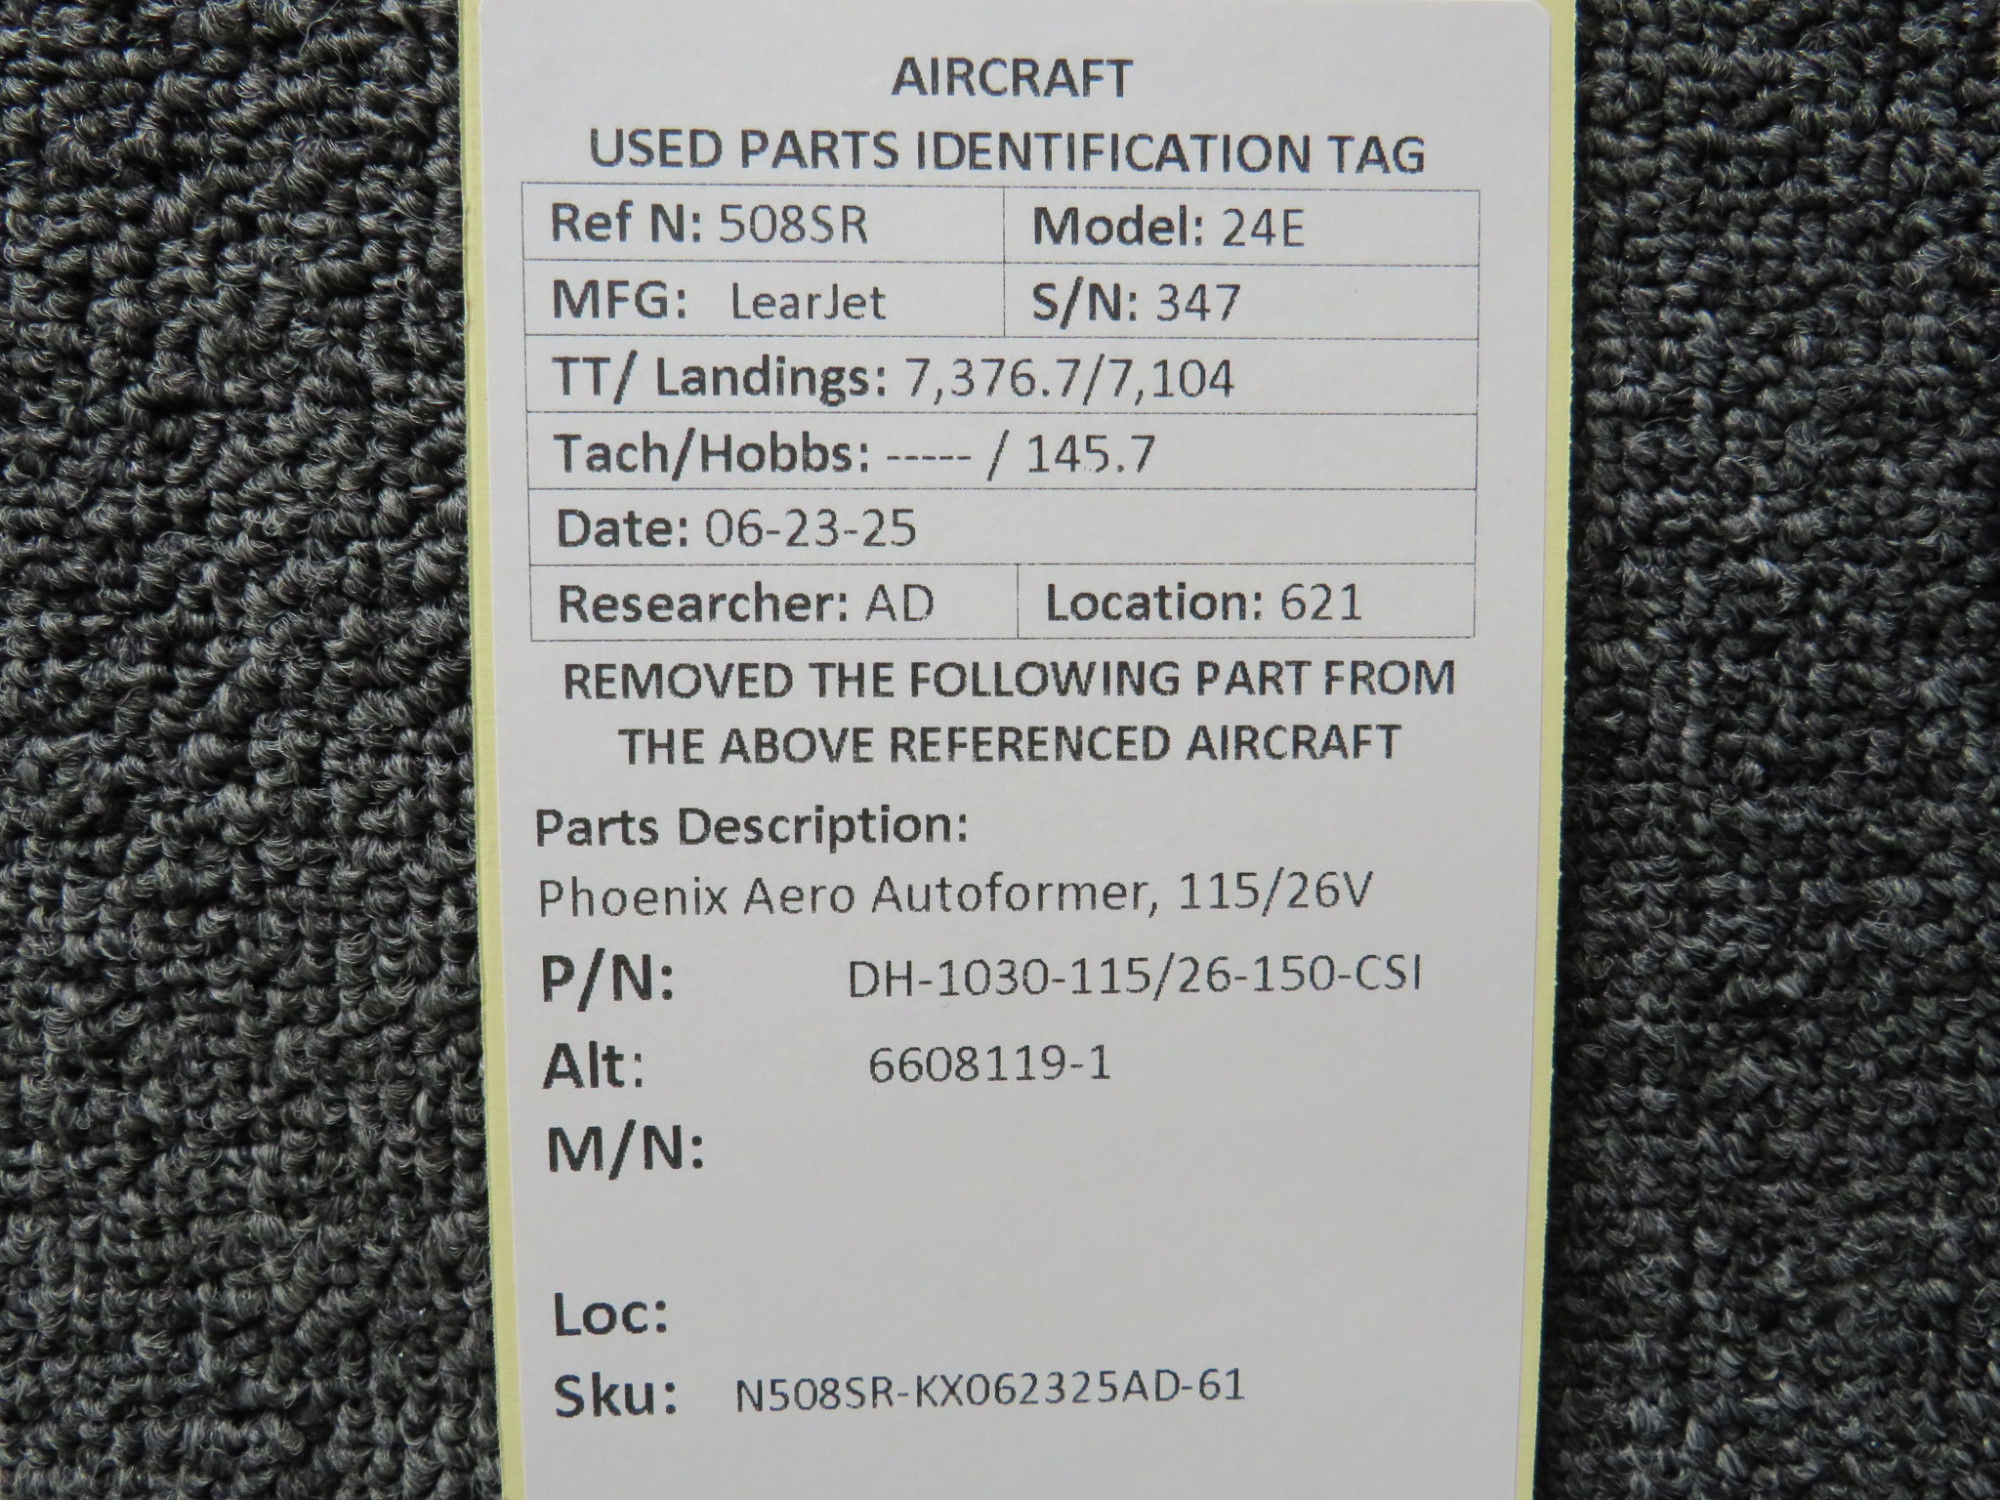 AIRCRAFT
USED PARTS IDENTIFICATION TAG
Ref N: 508SR Model: 24E
MFG: LearJet S/N: 347
TT/ Landings: 7,376.7/7,104
Tach/Hobbs: ----- / 145.7
Date: 06-23-25
Researcher: AD Location: 621
REMOVED THE FOLLOWING PART FROM
THE ABOVE REFERENCED AIRCRAFT
Parts Description:
Phoenix Aero Autoformer, 115/26V
P/N: DH-1030-115/26-150-CSI
Alt: 6608119-1
M/N:
Loc:
Sku: N508SR-KX062325AD-61